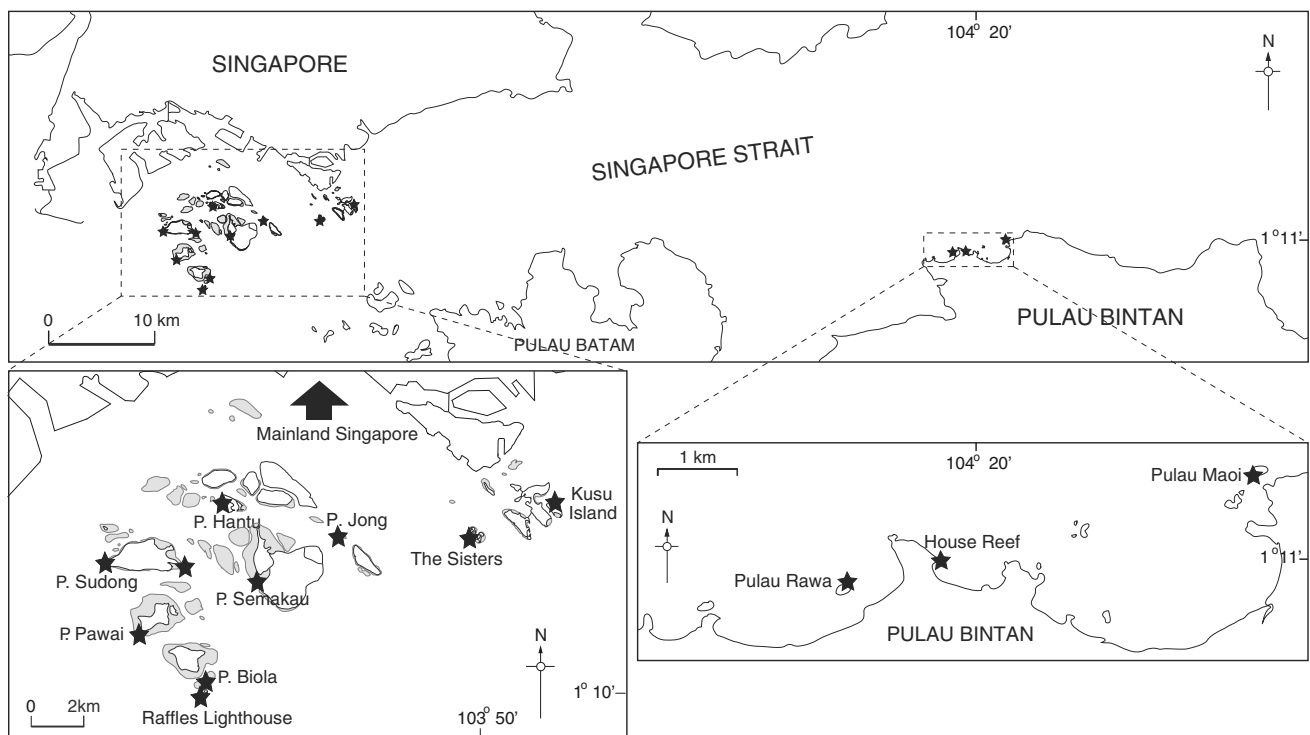 104° 20'
N
SINGAPORE
SINGAPORE STRAIT
1°11'
0 10 km
PULAU BATAM
PULAU BINTAN
Mainland Singapore
P. Hantu
P. Jong
Kusu
Island
The Sisters
P. Sudong
P. Semakau
P. Pawai
N
P. Biola
1° 10'
0 2km
Raffles Lighthouse
103° 50'
1 km
104° 20'
Pulau Maoi
N
House Reef
1°11'
Pulau Rawa
PULAU BINTAN